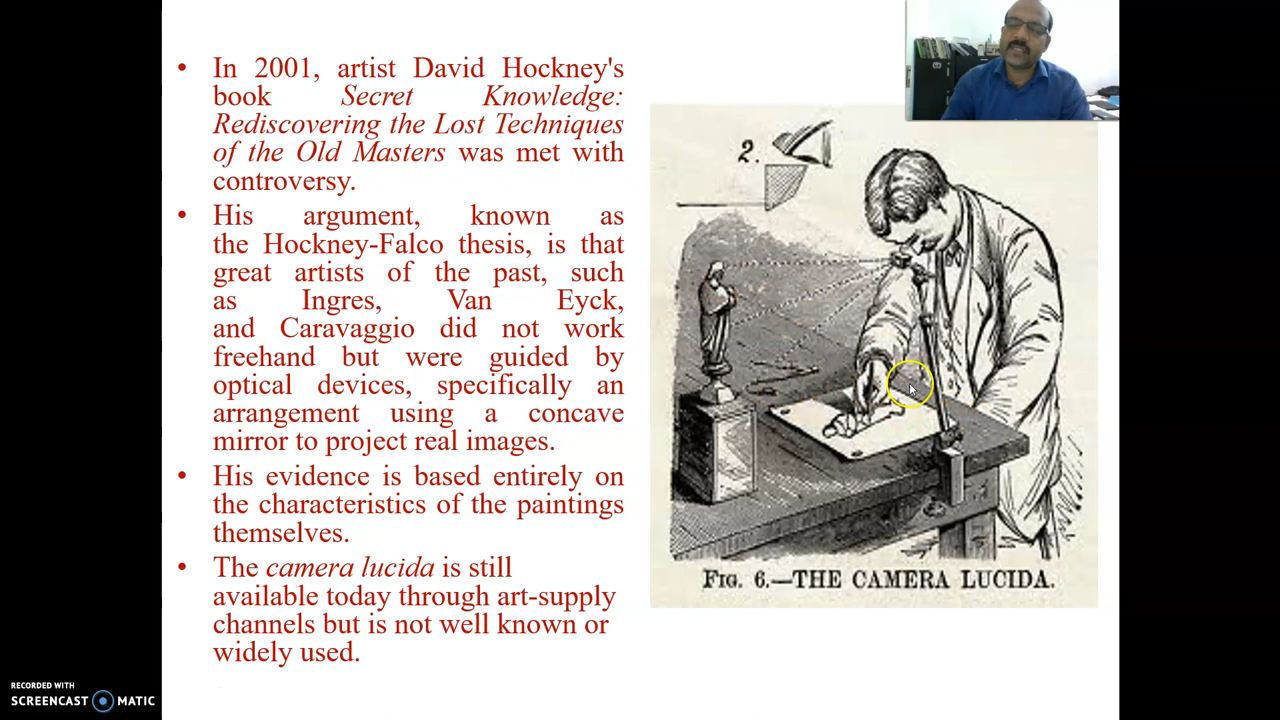 • In 2001, artist David Hockney's
book Secret Knowledge:
Rediscovering the Lost Techniques
of the Old Masters was met with
controversy.
• His argument, known as
the Hockney-Falco thesis, is that
great artists of the past, such
as Ingres, Van Eyck,
and Caravaggio did not work
freehand but were guided by
optical devices, specifically an
arrangement using a concave
mirror to project real images.
• His evidence is based entirely on
the characteristics of the paintings
themselves.
• The camera lucida is still
available today through art-supply
channels but is not well known or
widely used.
2.
FIG. 6.—THE CAMERA LUCIDA.
RECORDED WITH
SCREENCAST MATIC